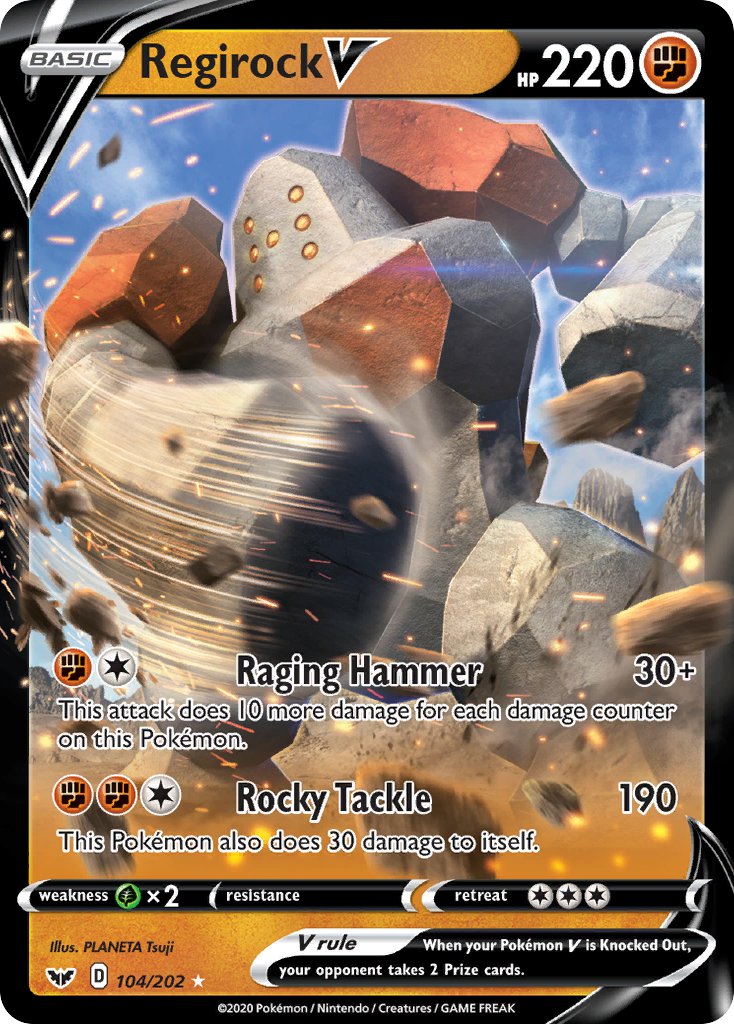 BASIC Regirock V HP 220
Raging Hammer 30+
This attack does 10 more damage for each damage counter
on this Pokémon.
Rocky Tackle 190
This Pokémon also does 30 damage to itself.
weakness ×2 resistance retreat
Illus. PLANETA Tsuji
V rule When your Pokémon V is Knocked Out,
your opponent takes 2 Prize cards.
D 104/202 ★
©2020 Pokémon / Nintendo / Creatures / GAME FREAK